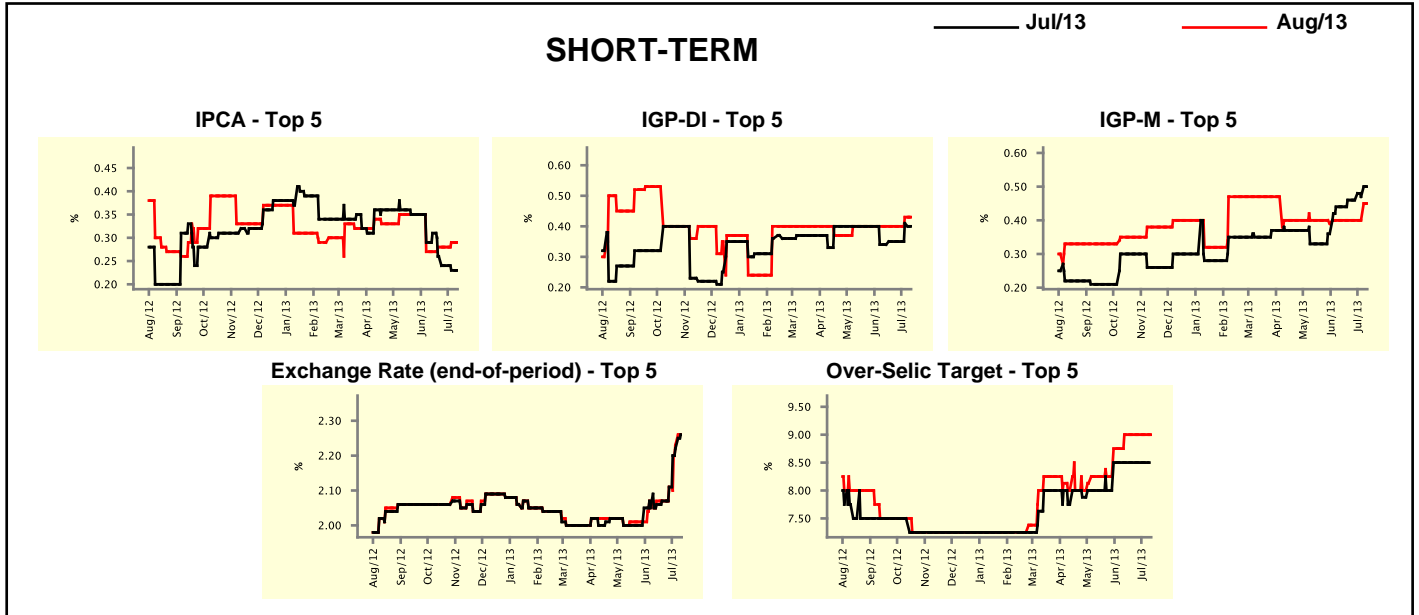 Jul/13 Aug/13
SHORT-TERM
IPCA - Top 5
0.45
0.40
0.35
0.30
0.25
0.20
%
Aug/12 Sep/12 Oct/12 Nov/12 Dec/12 Jan/13 Feb/13 Mar/13 Apr/13 May/13 Jun/13 Jul/13
IGP-DI - Top 5
0.60
0.50
0.40
0.30
0.20
%
Aug/12 Sep/12 Oct/12 Nov/12 Dec/12 Jan/13 Feb/13 Mar/13 Apr/13 May/13 Jun/13 Jul/13
IGP-M - Top 5
0.60
0.50
0.40
0.30
0.20
%
Aug/12 Sep/12 Oct/12 Nov/12 Dec/12 Jan/13 Feb/13 Mar/13 Apr/13 May/13 Jun/13 Jul/13
Exchange Rate (end-of-period) - Top 5
2.30
2.20
2.10
2.00
%
Aug/12 Sep/12 Oct/12 Nov/12 Dec/12 Jan/13 Feb/13 Mar/13 Apr/13 May/13 Jun/13 Jul/13
Over-Selic Target - Top 5
9.50
9.00
8.50
8.00
7.50
%
Aug/12 Sep/12 Oct/12 Nov/12 Dec/12 Jan/13 Feb/13 Mar/13 Apr/13 May/13 Jun/13 Jul/13